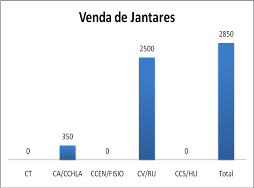 Venda de Jantares
2850
2500
350
0 0 0
CT CA/CCHLA CCEN/FISIO CV/RU CCS/HU Total